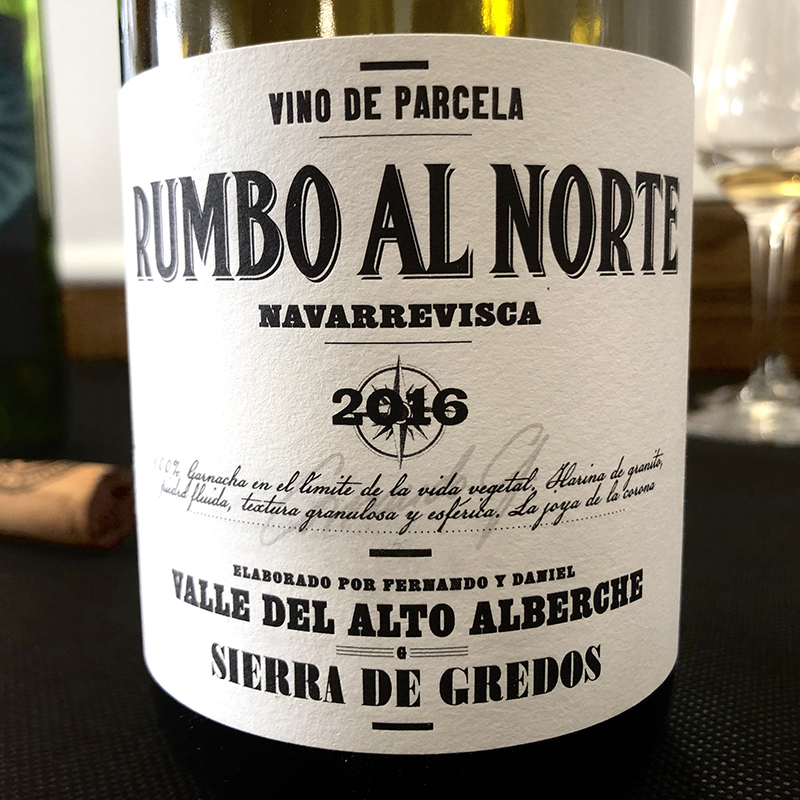 VINO DE PARCELA
RUMBO AL NORTE
NAVARREVISCA
2016
100% Garnacha en el límite de la vida vegetal. Harina de granito,
piedra fluida, textura granulosa y esférica. La joya de la corona
ELABORADO POR FERNANDO Y DANIEL
VALLE DEL ALTO ALBERCHE
G
SIERRA DE GREDOS